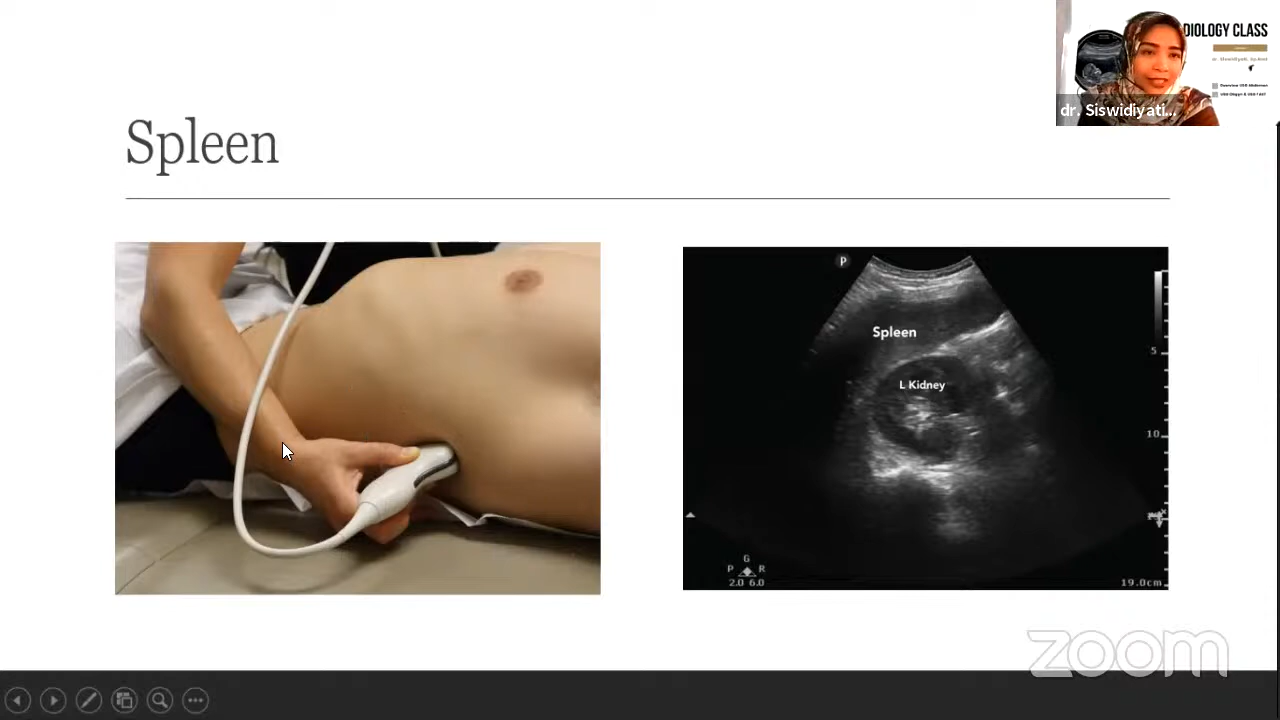 DIOLOGY CLASS
dr. Siswidiyati...
Spleen
P
Spleen
L Kidney
5
10
G
P R
2.0 6.0
19.0cm
zoom